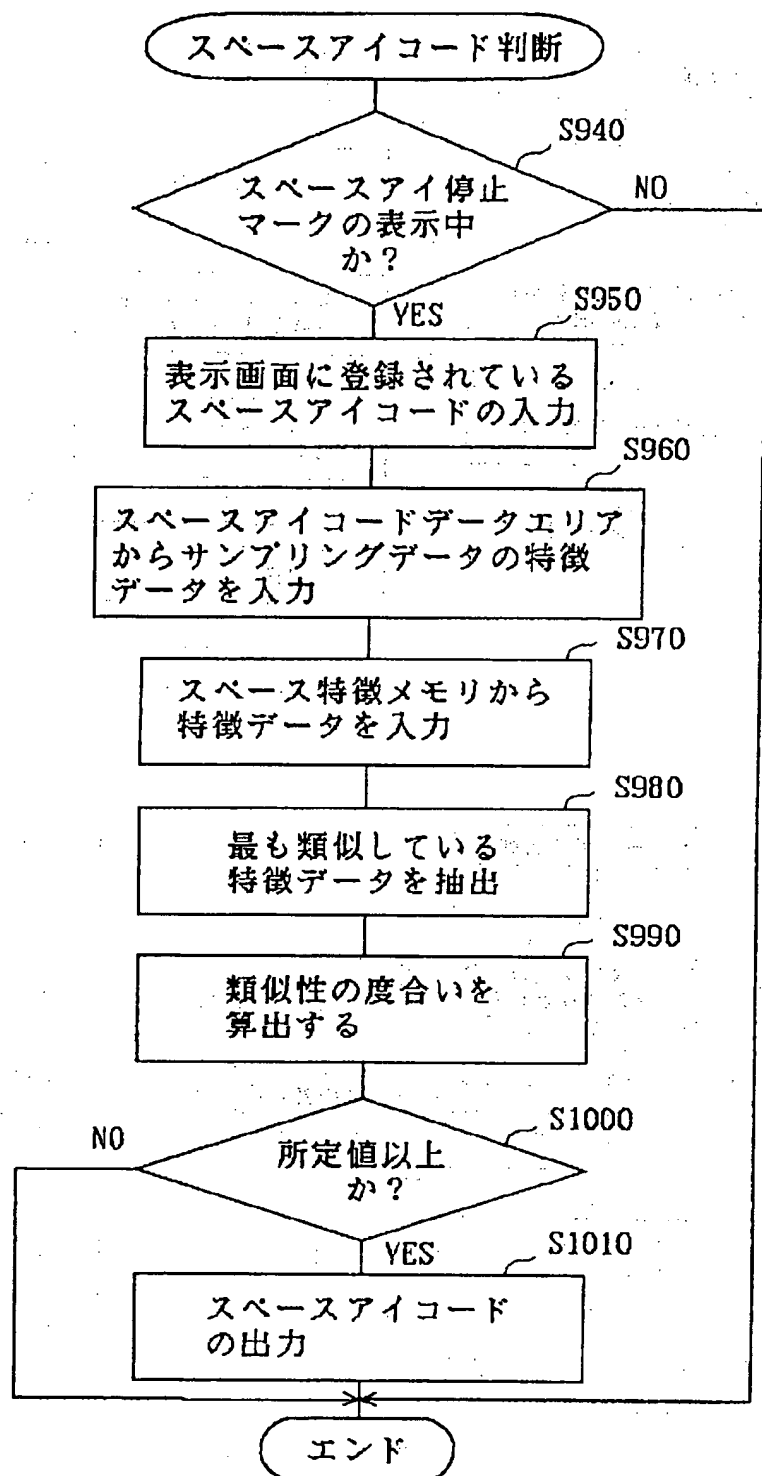 スペースアイコード判断
S940
スペースアイ停止
マークの表示中
か？
NO
YES
S950
表示画面に登録されている
スペースアイコードの入力
S960
スペースアイコードデータエリア
からサンプリングデータの特徴
データを入力
S970
スペース特徴メモリから
特徴データを入力
S980
最も類似している
特徴データを抽出
S990
類似性の度合いを
算出する
S1000
所定値以上
か？
NO
YES
S1010
スペースアイコード
の出力
エンド